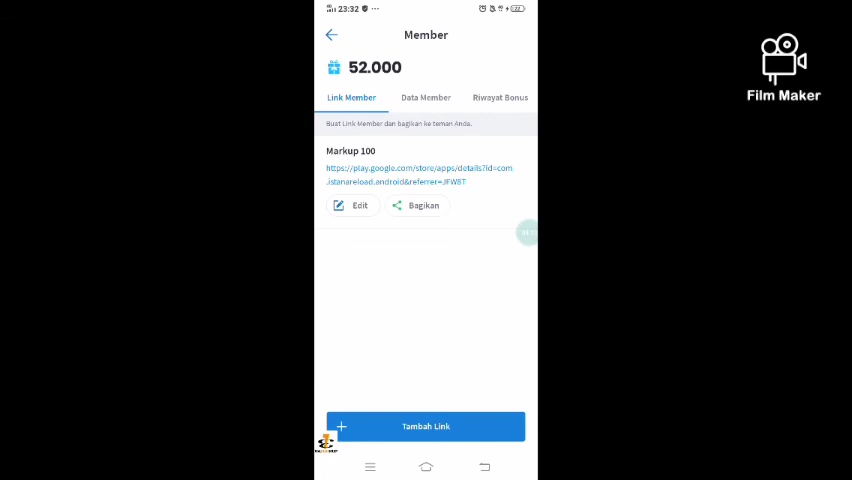 23:32
Member
52.000
Link Member Data Member Riwayat Bonus
Buat Link Member dan bagikan ke teman Anda.
Markup 100
https://play.google.com/store/apps/details?id=com
.istanareload.android&referrer=JFWBT
Edit Bagikan
Tambah Link
Film Maker